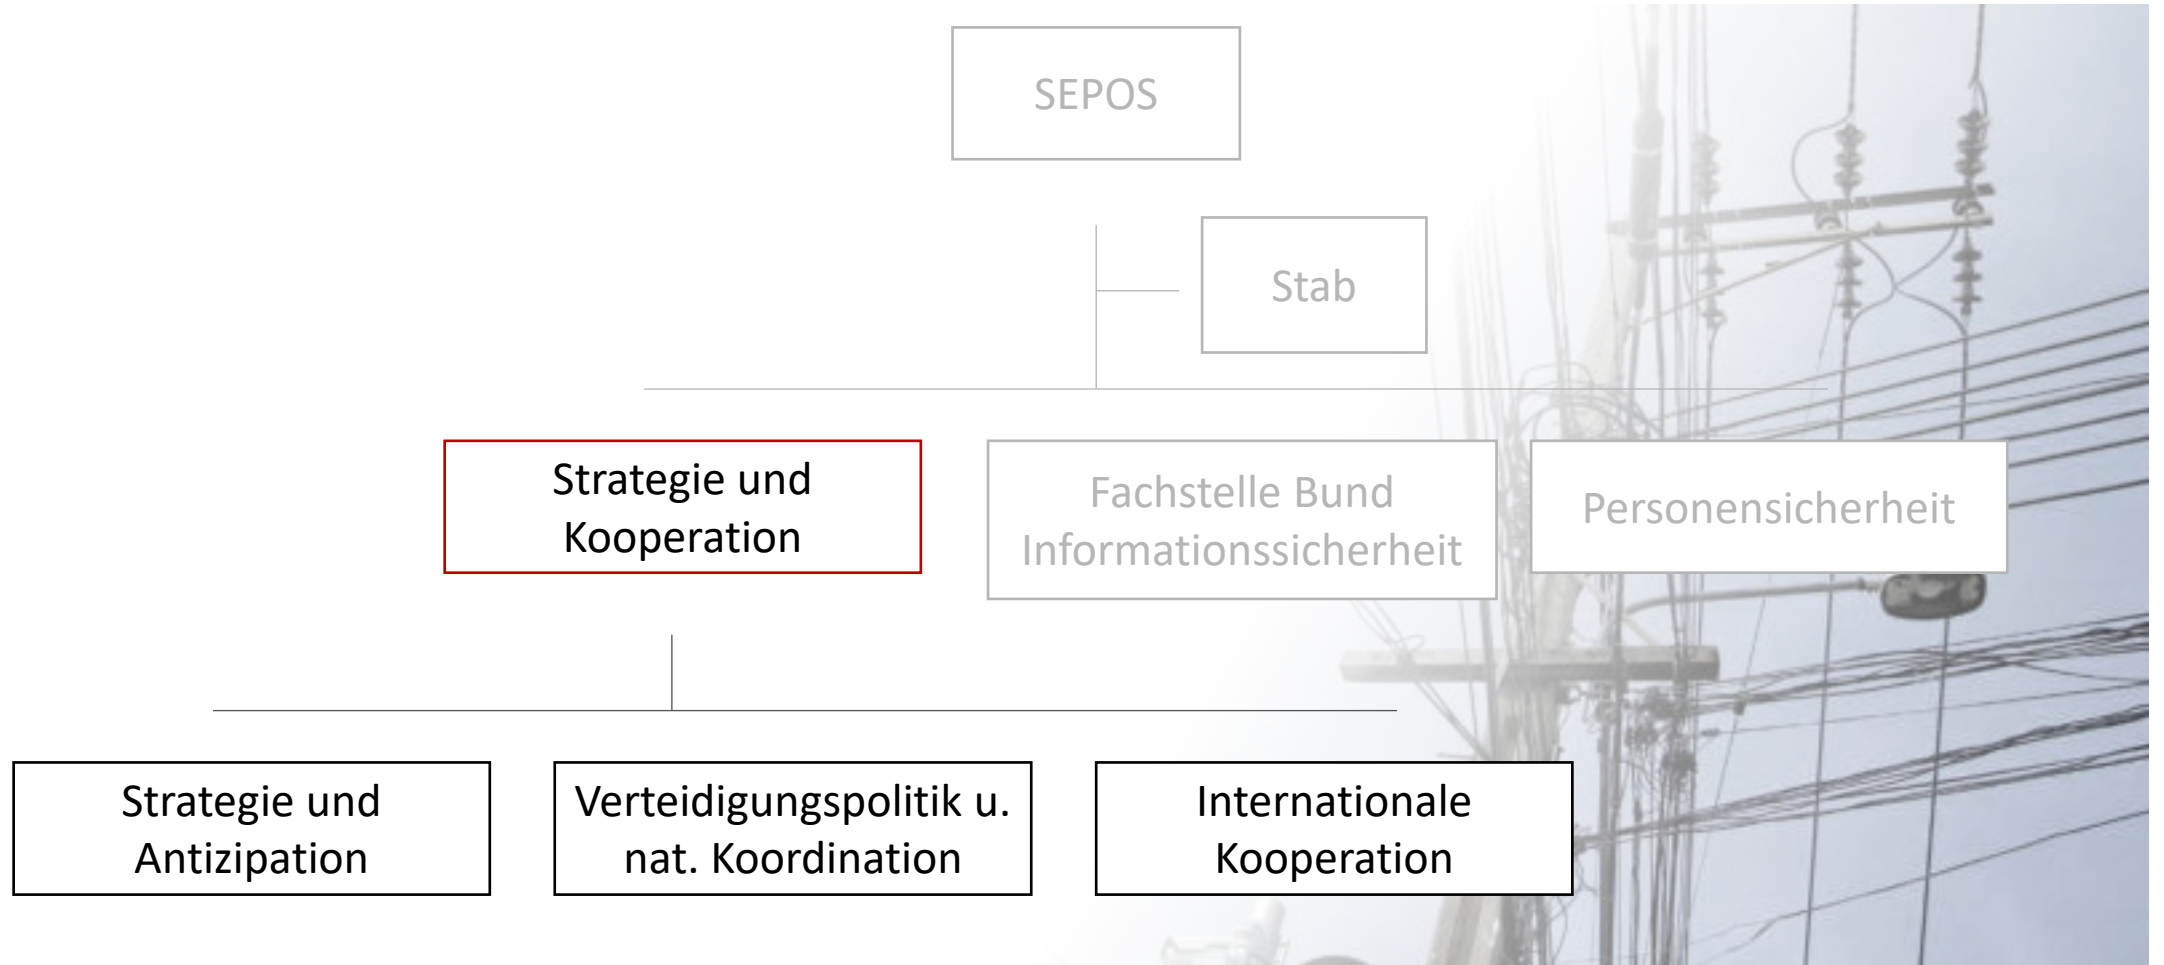 SEPOS
Stab
Strategie und
Kooperation
Fachstelle Bund
Informationssicherheit
Personensicherheit
Strategie und
Antizipation
Verteidigungspolitik u.
nat. Koordination
Internationale
Kooperation